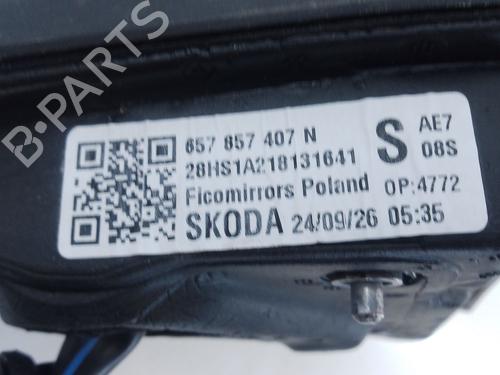 657 857 407 N
28HS1A218131641
Ficomirrors Poland
SKODA 24/09/26 05:35
S
AE7
08S
OP:4772
B-PARTS